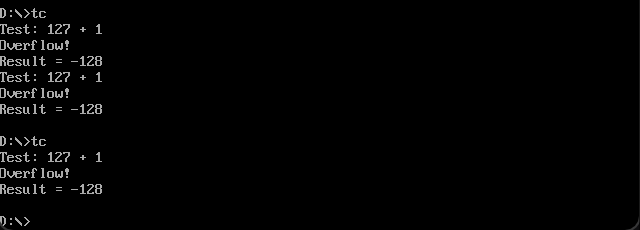 D:\>tc
Test: 127 + 1
Overflow!
Result = -128
Test: 127 + 1
Overflow!
Result = -128
D:\>tc
Test: 127 + 1
Overflow!
Result = -128
D:\>